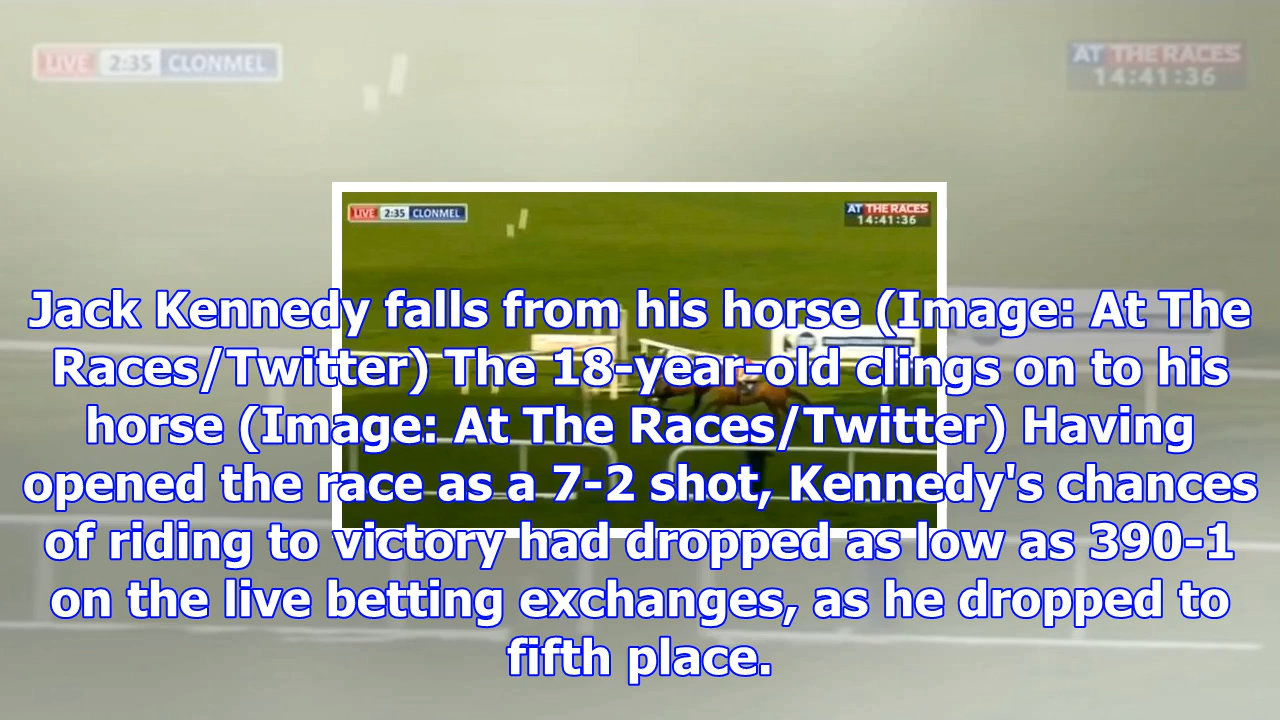 LIVE 2:35 CLONMEL
AT THE RACES
14:41:36
LIVE 2:35 CLONMEL
AT THE RACES
14:41:36
Jack Kennedy falls from his horse (Image: At The
Races/Twitter) The 18-year-old clings on to his
horse (Image: At The Races/Twitter) Having
opened the race as a 7-2 shot, Kennedy's chances
of riding to victory had dropped as low as 390-1
on the live betting exchanges, as he dropped to
fifth place.